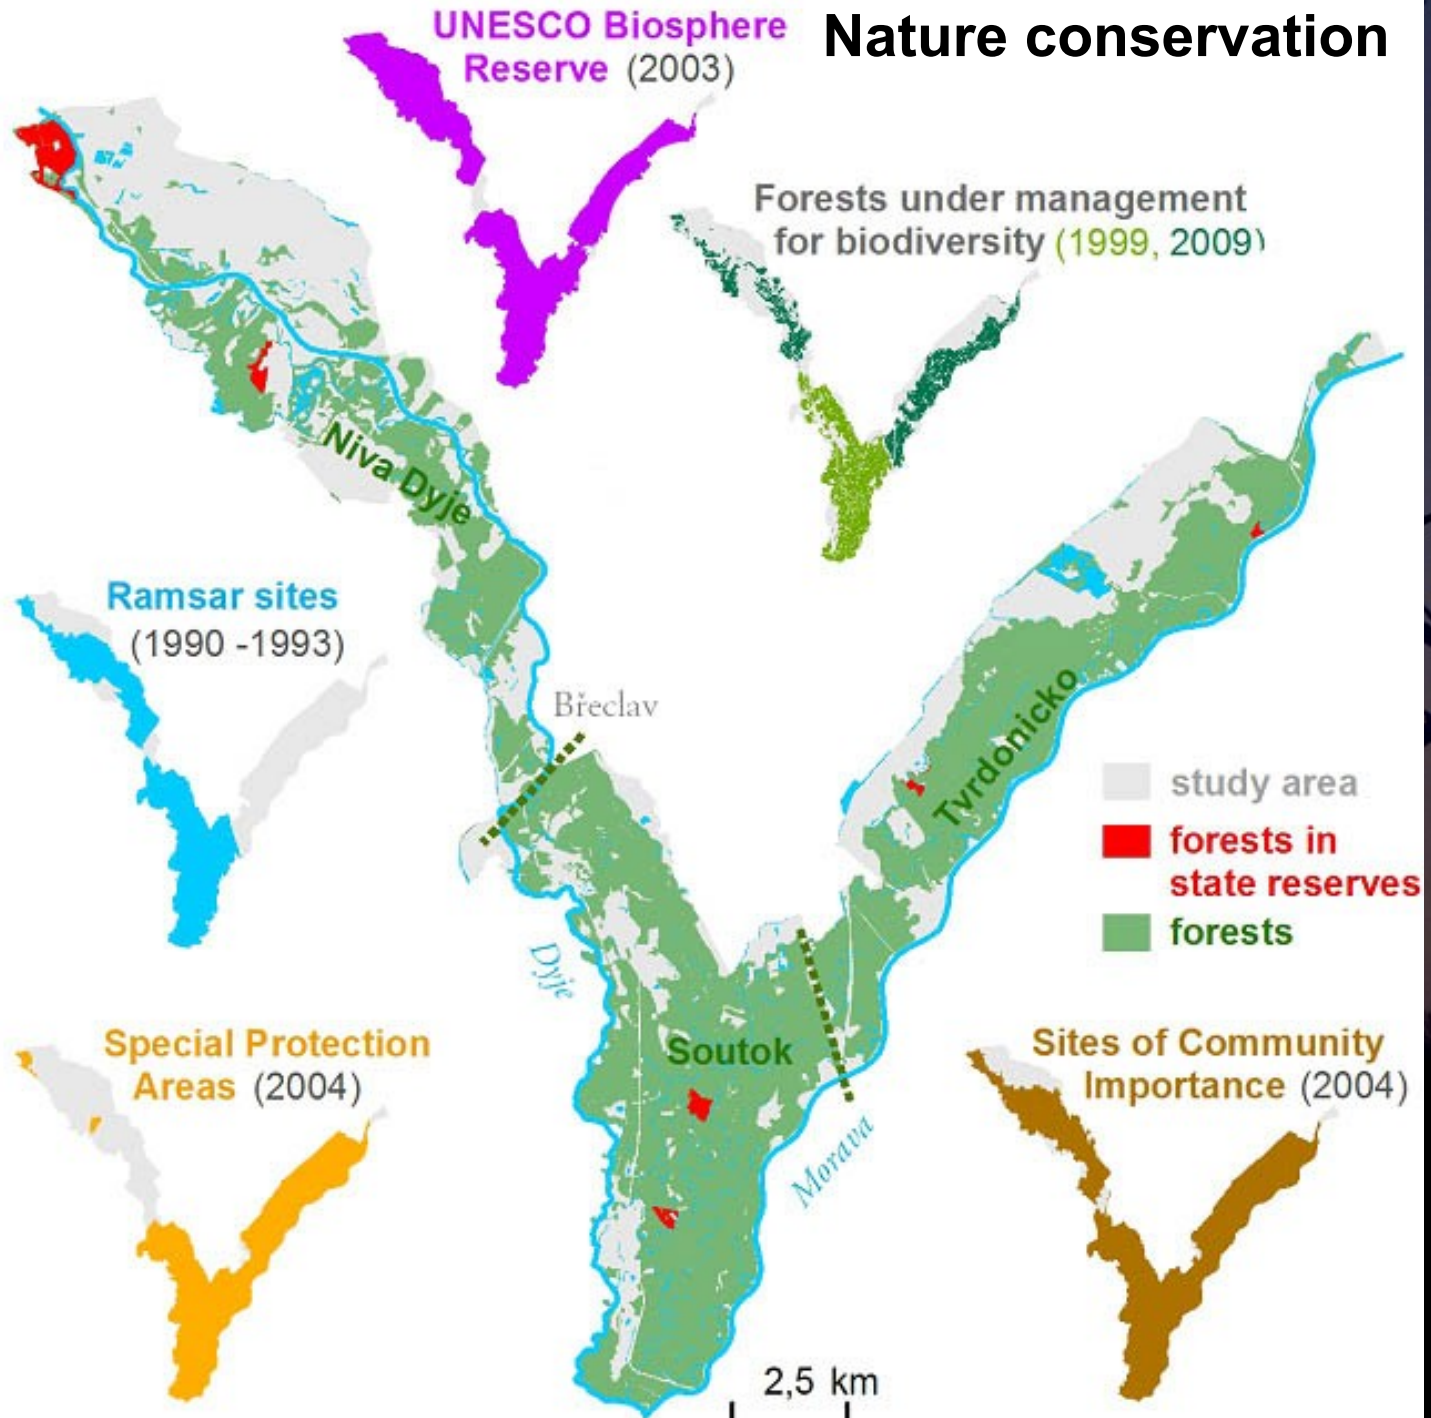 Nature conservation
UNESCO Biosphere
Reserve (2003)
Forests under management
for biodiversity (1999, 2009)
Niva Dyje
Ramsar sites
(1990 -1993)
Břeclav
Tvrdonicko
study area
forests in
state reserves
forests
Dyje
Soutok
Morava
Special Protection
Areas (2004)
Sites of Community
Importance (2004)
2,5 km